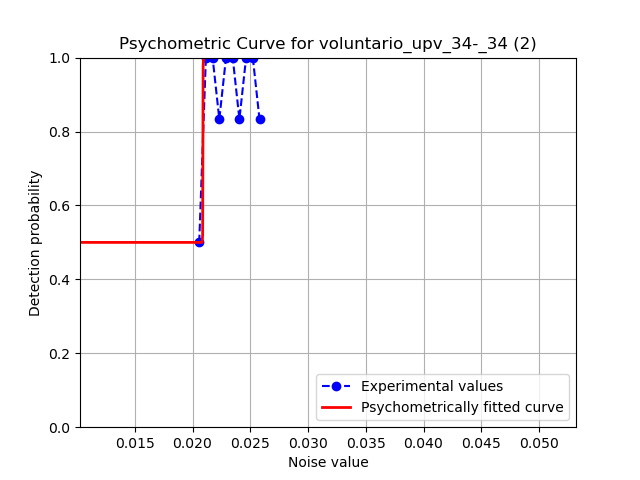 Psychometric Curve for voluntario_upv_34-_34 (2)
Detection probability
1.0
0.8
0.6
0.4
0.2
0.0
0.015 0.020 0.025 0.030 0.035 0.040 0.045 0.050
Noise value
Experimental values
Psychometrically fitted curve